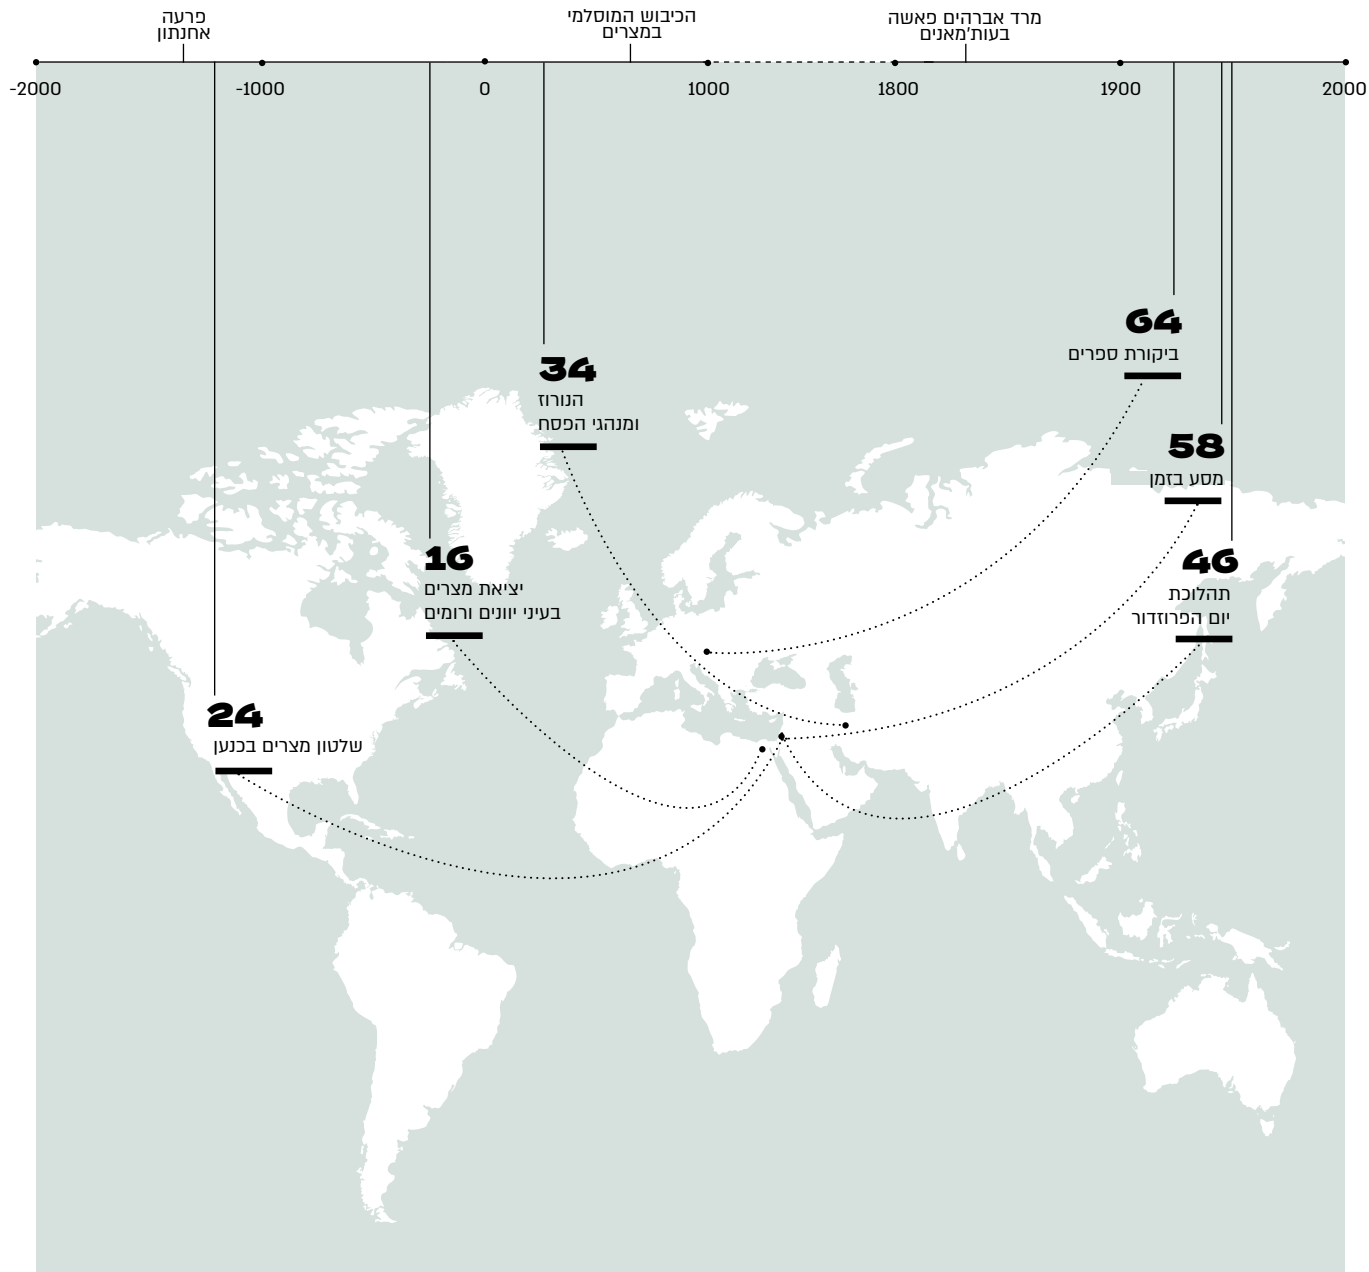 פרעה
אחנתון
הכיבוש המוסלמי
במצרים
מרד אברהים פאשה
בעות'מאנים
-2000
-1000
0
1000
1800
1900
2000
64
ביקורת ספרים
34
הנורוז
ומנהגי הפסח
58
מסע בזמן
16
יציאת מצרים
בעיני יוונים ורומים
46
תהלוכת
יום הפרוזדור
24
שלטון מצרים בכנען